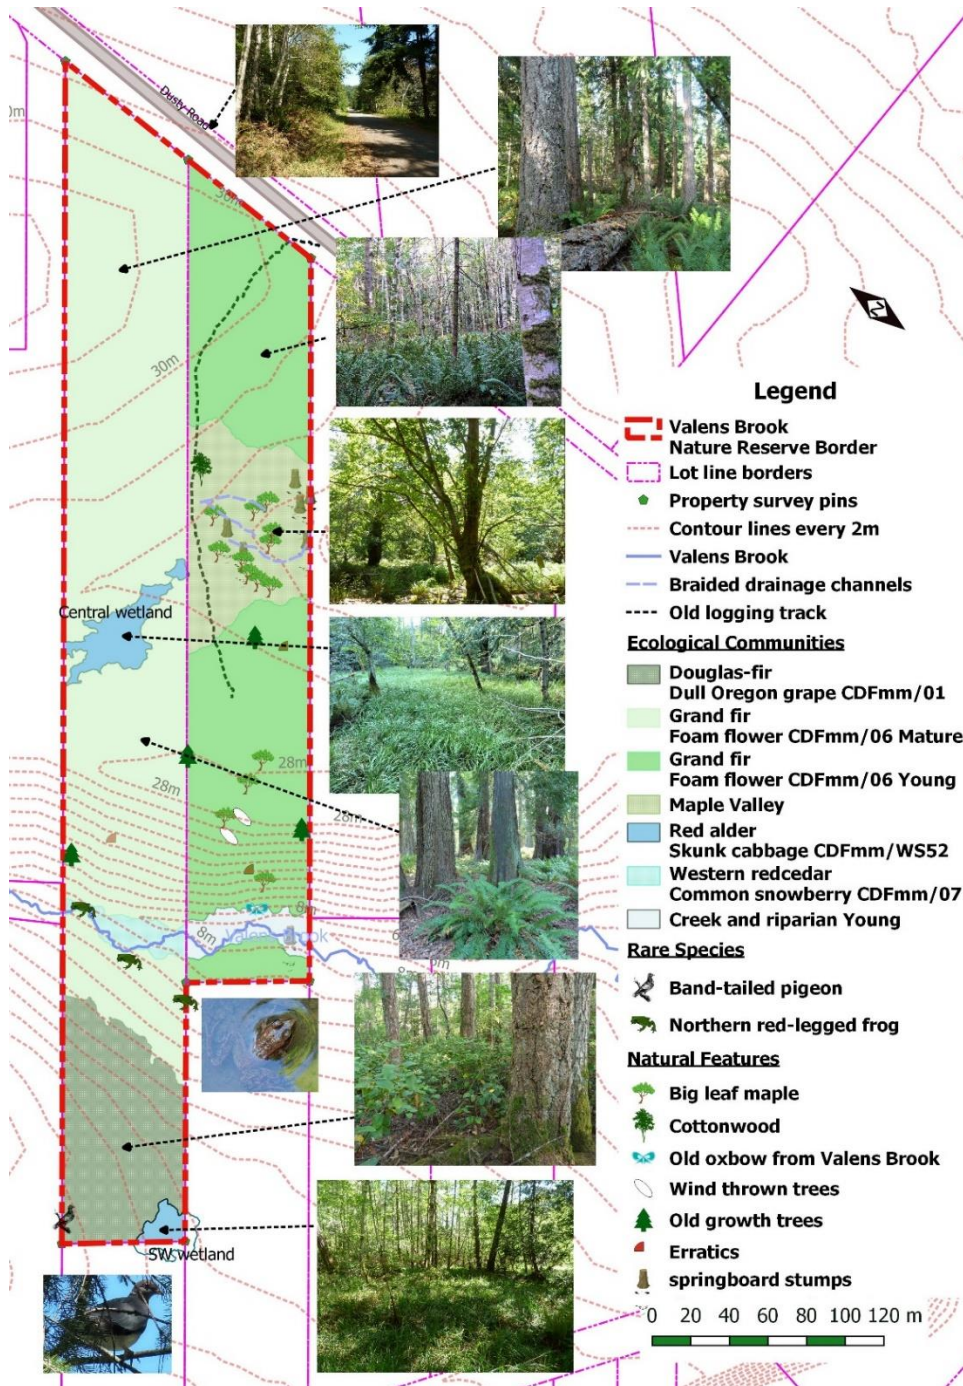 Dusty Road
0m
30m
30m
Central wetland
28m
28m
28m
8m
8m
Valens Brook
8m
SW wetland
Legend
Valens Brook
Nature Reserve Border
Lot line borders
Property survey pins
Contour lines every 2m
Valens Brook
Braided drainage channels
Old logging track
Ecological Communities
Douglas-fir
Dull Oregon grape CDFmm/01
Grand fir
Foam flower CDFmm/06 Mature
Grand fir
Foam flower CDFmm/06 Young
Maple Valley
Red alder
Skunk cabbage CDFmm/WS52
Western redcedar
Common snowberry CDFmm/07
Creek and riparian Young
Rare Species
Band-tailed pigeon
Northern red-legged frog
Natural Features
Big leaf maple
Cottonwood
Old oxbow from Valens Brook
Wind thrown trees
Old growth trees
Erratics
springboard stumps
0 20 40 60 80 100 120 m